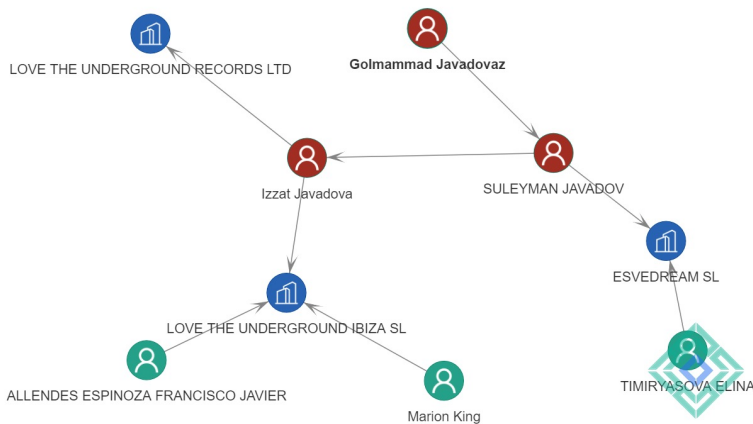 Golmammad Javadovaz
LOVE THE UNDERGROUND RECORDS LTD
Izzat Javadova
SULEYMAN JAVADOV
ESVEDREAM SL
LOVE THE UNDERGROUND IBIZA SL
ALLENDES ESPINOZA FRANCISCO JAVIER
TIMIRYASOVA ELINA
Marion King